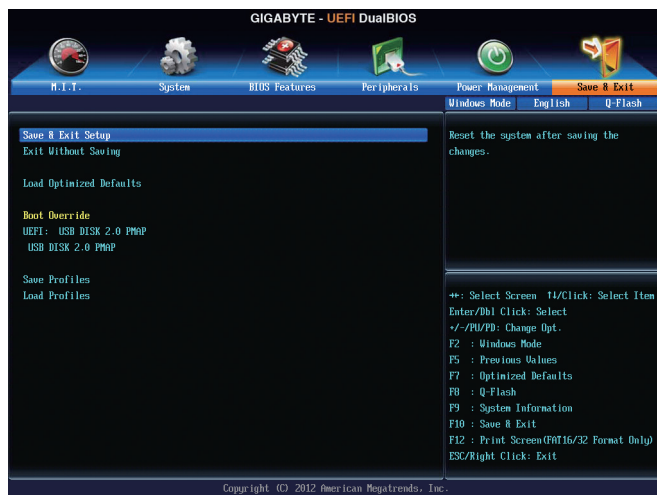 GIGABYTE - UEFI DualBIOS
M.I.T.
System
BIOS Features
Peripherals
Power Management
Save & Exit
Windows Mode
English
Q-Flash
Save & Exit Setup
Exit Without Saving
Load Optimized Defaults
Boot Override
UEFI: USB DISK 2.0 PMAP
USB DISK 2.0 PMAP
Save Profiles
Load Profiles
Reset the system after saving the
changes.
→←: Select Screen ↑↓/Click: Select Item
Enter/Dbl Click: Select
+/-/PU/PD: Change Opt.
F2 : Windows Mode
F5 : Previous Values
F7 : Optimized Defaults
F8 : Q-Flash
F9 : System Information
F10 : Save & Exit
F12 : Print Screen(FAT16/32 Format Only)
ESC/Right Click: Exit
Copyright (C) 2012 American Megatrends, Inc.